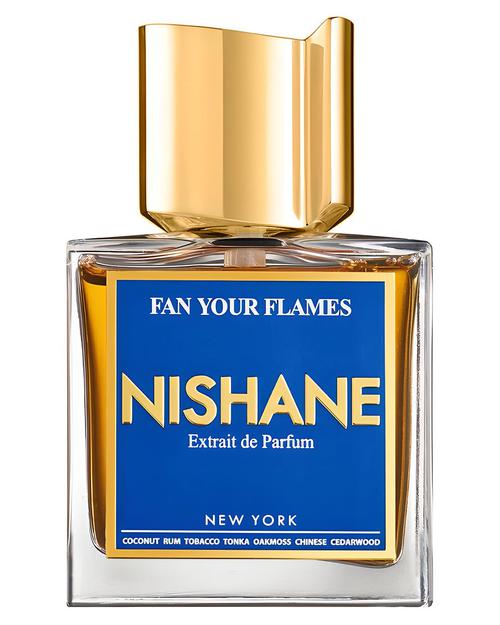 FAN YOUR FLAMES
NISHANE
Extrait de Parfum
NEW YORK
COCONUT RUM TOBACCO TONKA OAKMOSS CHINESE CEDARWOOD